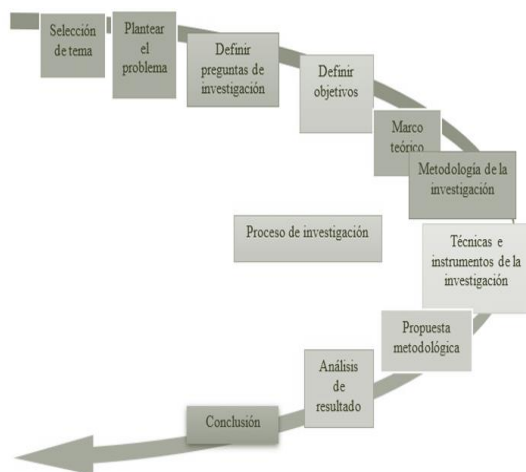 Selección
de tema
Plantear
el
problema
Definir
preguntas de
investigación
Definir
objetivos
Marco
teórico
Metodología de la
investigación
Proceso de investigación
Técnicas e
instrumentos de la
investigación
Propuesta
metodológica
Análisis
de
resultado
Conclusión